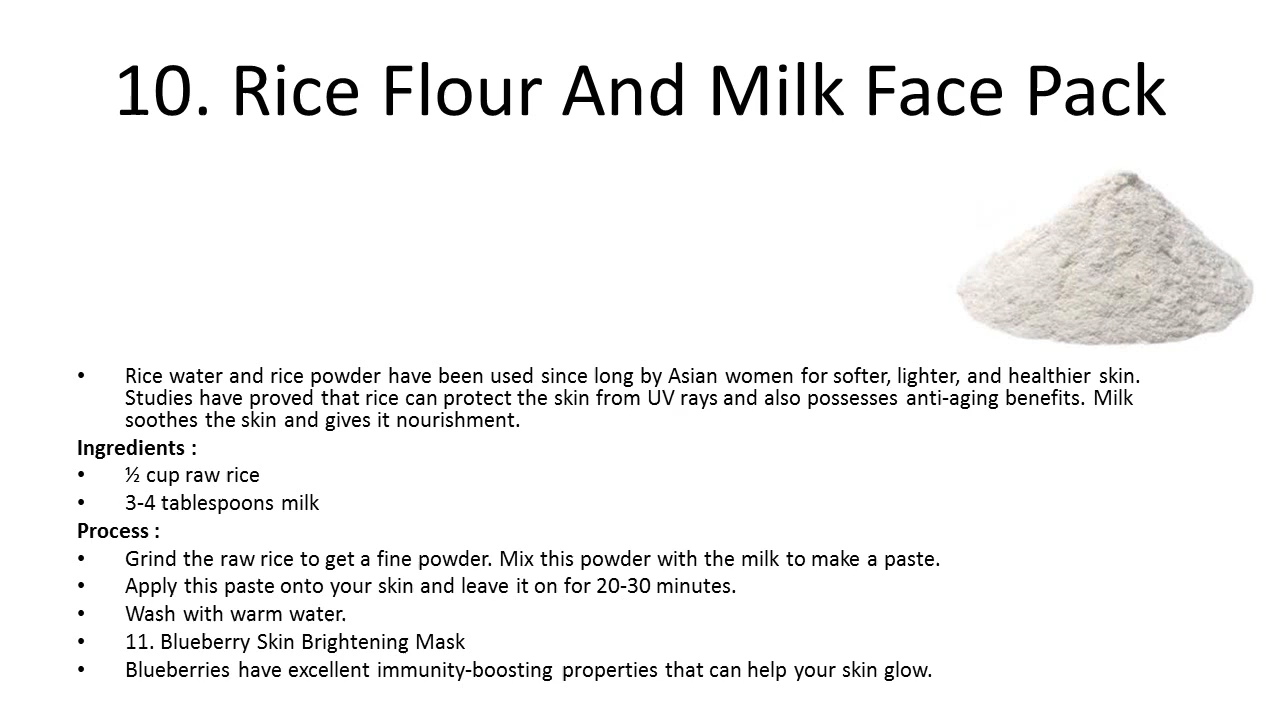 10. Rice Flour And Milk Face Pack
• Rice water and rice powder have been used since long by Asian women for softer, lighter, and healthier skin.
Studies have proved that rice can protect the skin from UV rays and also possesses anti-aging benefits. Milk
soothes the skin and gives it nourishment.
Ingredients :
• ½ cup raw rice
• 3-4 tablespoons milk
Process :
• Grind the raw rice to get a fine powder. Mix this powder with the milk to make a paste.
• Apply this paste onto your skin and leave it on for 20-30 minutes.
• Wash with warm water.
• 11. Blueberry Skin Brightening Mask
• Blueberries have excellent immunity-boosting properties that can help your skin glow.